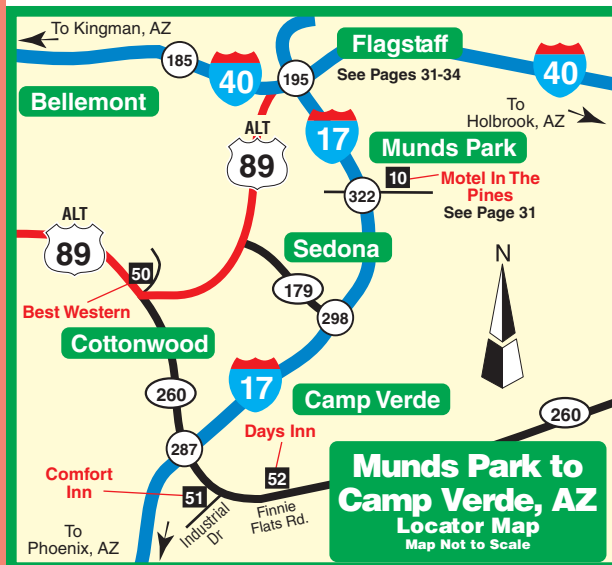 To Kingman, AZ
185
40
195
Flagstaff
See Pages 31-34
40
Bellemont
To
Holbrook, AZ
17
ALT
89
Munds Park
10
Motel In The
Pines
See Page 31
322
ALT
89
Sedona
N
50
179
Best Western
298
Cottonwood
17
260
Camp Verde
260
287
Days Inn
Comfort
Inn
51
52
Industrial
Dr
Finnie
Flats Rd.
To
Phoenix, AZ
Munds Park to
Camp Verde, AZ
Locator Map
Map Not to Scale